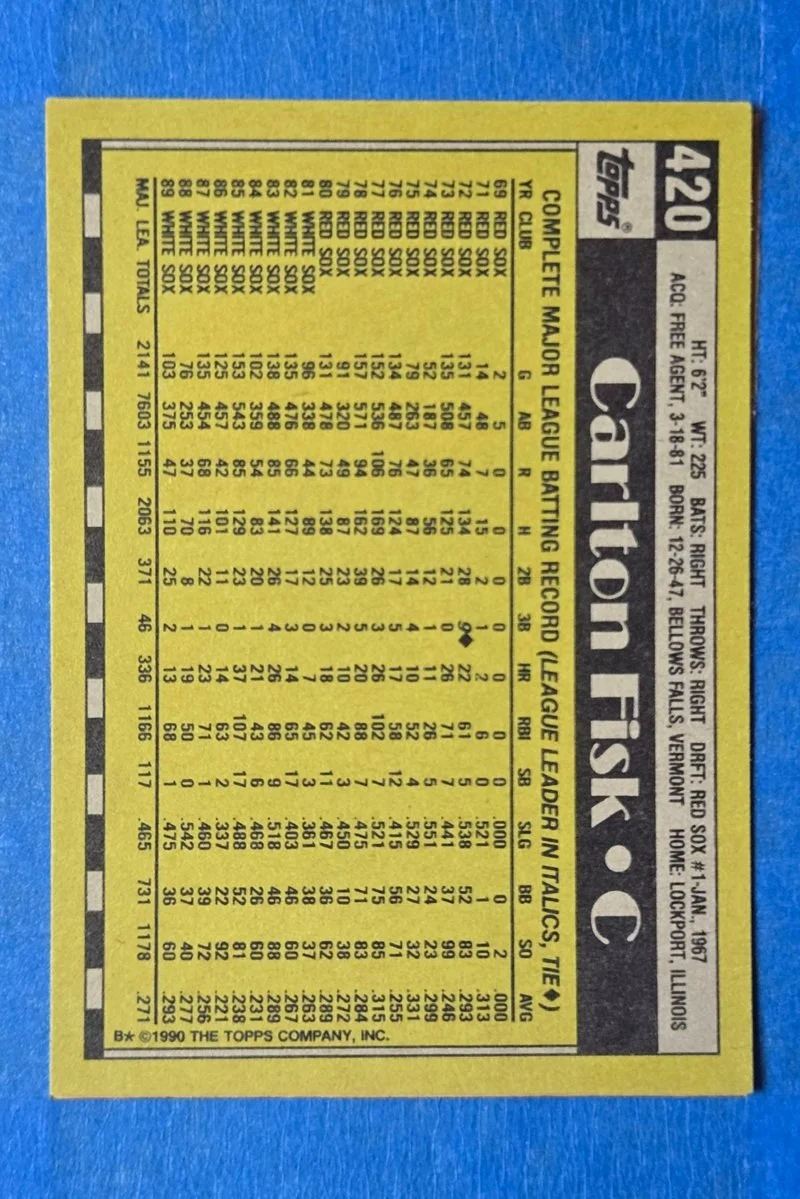 420
HT: 6'2" WT: 225 BATS: RIGHT THROWS: RIGHT DRFT: RED SOX #1-JAN., 1967
ACQ: FREE AGENT, 3-18-81 BORN: 12-26-47, BELLOWS FALLS, VERMONT HOME: LOCKPORT, ILLINOIS
Topps®
Carlton Fisk • C
COMPLETE MAJOR LEAGUE BATTING RECORD (LEAGUE LEADER IN ITALICS, TIE♦)
YR CLUB G AB R H 2B 3B HR RBI SB SLG BB SO AVG
69 RED SOX 2 5 0 0 0 0 0 0 0 .000 0 2 .000
71 RED SOX 14 48 7 15 2 1 2 6 0 .521 1 10 .313
72 RED SOX 131 457 74 134 28 9♦ 22 61 5 .538 52 83 .293
73 RED SOX 135 508 65 125 21 0 26 71 7 .441 37 99 .246
74 RED SOX 52 187 36 56 12 1 11 26 5 .551 24 23 .299
75 RED SOX 79 263 47 87 14 4 10 52 4 .529 27 32 .331
76 RED SOX 134 487 76 124 17 5 17 58 12 .415 56 71 .255
77 RED SOX 152 536 106 169 26 3 26 102 7 .521 75 85 .315
78 RED SOX 157 571 94 162 39 5 20 88 7 .475 71 83 .284
79 RED SOX 91 320 49 87 23 2 10 42 3 .450 10 38 .272
80 RED SOX 131 478 73 138 25 3 18 62 11 .467 36 62 .289
81 WHITE SOX 96 338 44 89 12 0 7 45 3 .361 38 37 .263
82 WHITE SOX 135 476 66 127 17 3 14 65 17 .403 46 60 .267
83 WHITE SOX 138 488 85 141 26 4 26 86 9 .518 46 88 .289
84 WHITE SOX 102 359 54 83 20 1 21 43 6 .468 26 60 .231
85 WHITE SOX 153 543 85 129 23 1 37 107 17 .488 52 81 .238
86 WHITE SOX 125 457 42 101 11 0 14 63 2 .337 22 92 .221
87 WHITE SOX 135 454 68 116 22 1 23 71 1 .460 39 72 .256
88 WHITE SOX 76 253 37 70 8 1 19 50 0 .542 37 40 .277
89 WHITE SOX 103 375 47 110 25 2 13 68 1 .475 36 60 .293
MAJ. LEA. TOTALS 2141 7603 1155 2063 371 46 336 1166 117 .465 731 1178 .271
B* ©1990 THE TOPPS COMPANY, INC.